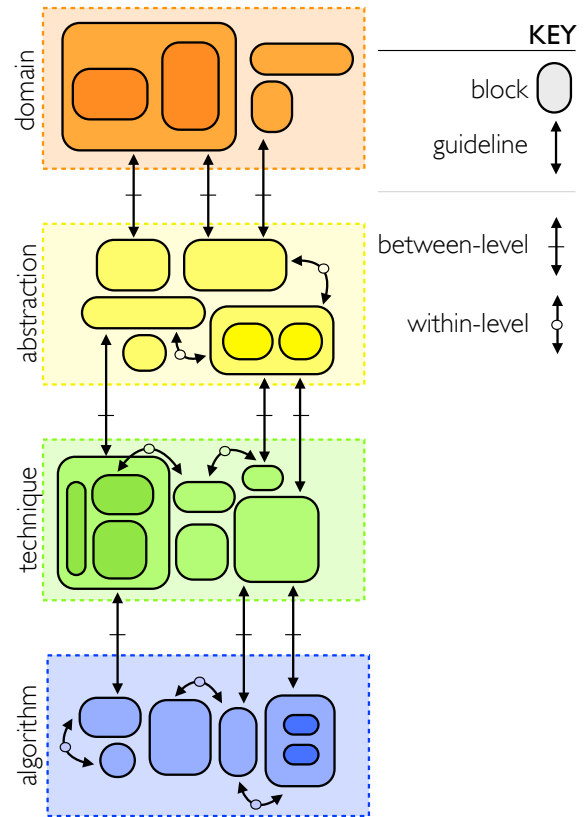 domain
abstraction
technique
algorithm
KEY
block
guideline
between-level
within-level